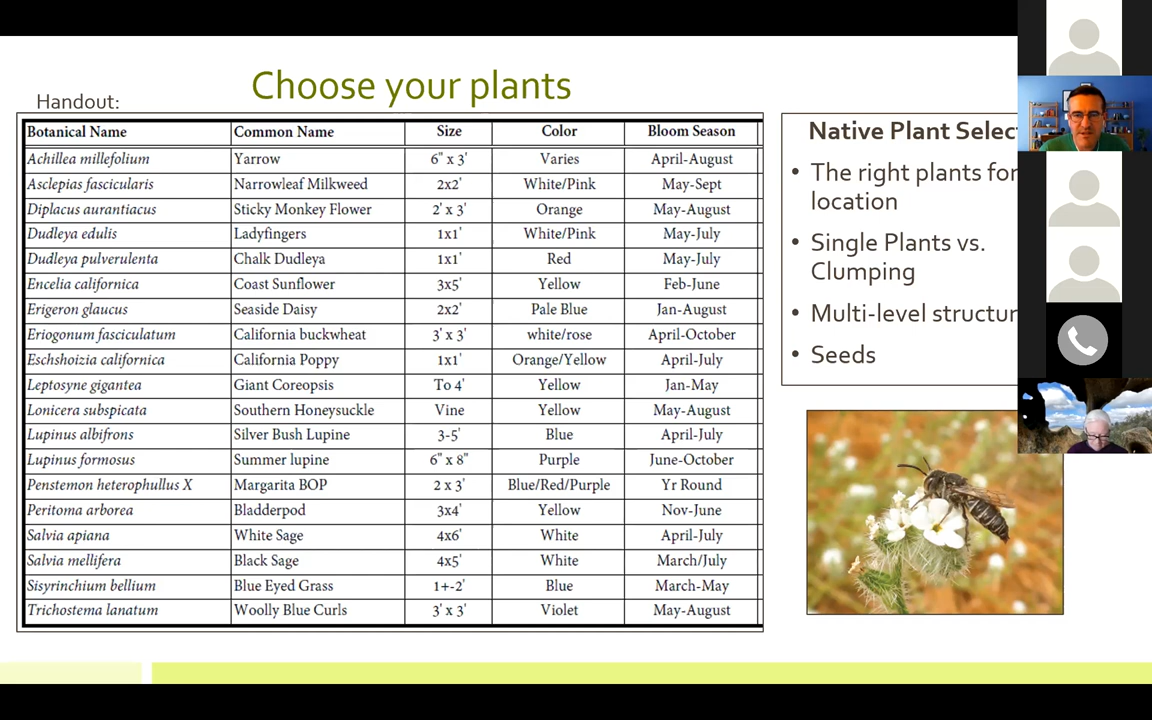 Choose your plants
Handout:
Botanical Name Common Name Size Color Bloom Season
Achillea millefolium Yarrow 6" x 3' Varies April-August
Asclepias fascicularis Narrowleaf Milkweed 2x2' White/Pink May-Sept
Diplacus aurantiacus Sticky Monkey Flower 2' x 3' Orange May-August
Dudleya edulis Ladyfingers 1x1' White/Pink May-July
Dudleya pulverulenta Chalk Dudleya 1x1' Red May-July
Encelia californica Coast Sunflower 3x5' Yellow Feb-June
Erigeron glaucus Seaside Daisy 2x2' Pale Blue Jan-August
Eriogonum fasciculatum California buckwheat 3' x 3' white/rose April-October
Eschshoizia californica California Poppy 1x1' Orange/Yellow April-July
Leptosyne gigantea Giant Coreopsis To 4' Yellow Jan-May
Lonicera subspicata Southern Honeysuckle Vine Yellow May-August
Lupinus albifrons Silver Bush Lupine 3-5' Blue April-July
Lupinus formosus Summer lupine 6" x 8" Purple June-October
Penstemon heterophullus X Margarita BOP 2 x 3' Blue/Red/Purple Yr Round
Peritoma arborea Bladderpod 3x4' Yellow Nov-June
Salvia apiana White Sage 4x6' White April-July
Salvia mellifera Black Sage 4x5' White March/July
Sisyrinchium bellium Blue Eyed Grass 1+-2' Blue March-May
Trichostema lanatum Woolly Blue Curls 3' x 3' Violet May-August
Native Plant Selec
• The right plants for
location
• Single Plants vs.
Clumping
• Multi-level structur
• Seeds